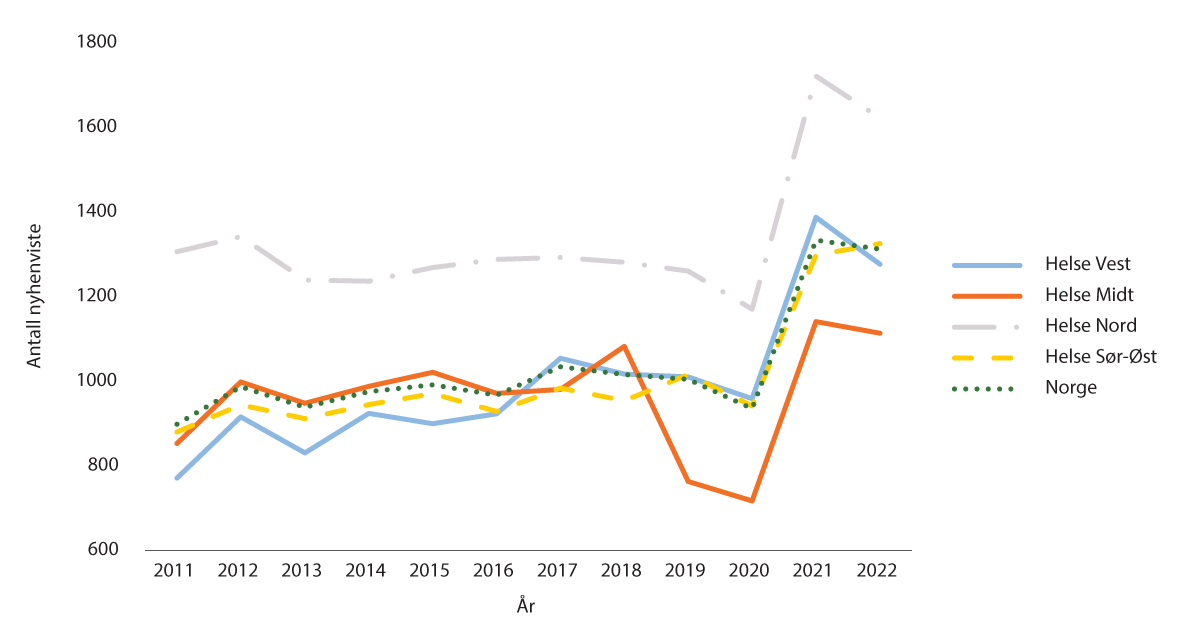 1800
1600
1400
1200
1000
800
600
Antall nyhenviste
2011 2012 2013 2014 2015 2016 2017 2018 2019 2020 2021 2022
År
Helse Vest
Helse Midt
Helse Nord
Helse Sør-Øst
Norge